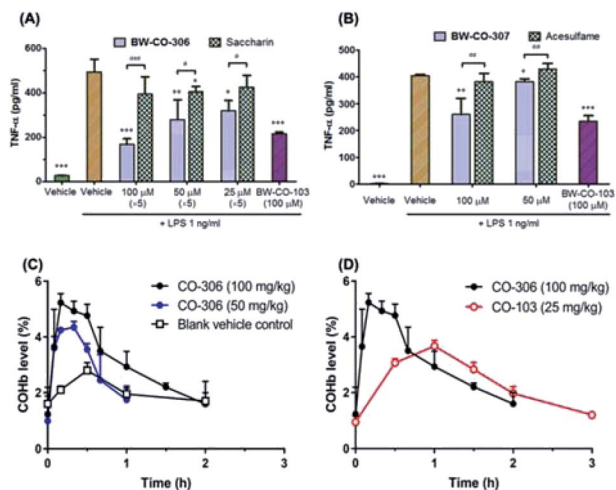 (A)
BW-CO-306 Saccharin
TNF-α (pg/ml)
600
400
200
0
***
###
***
#
**
*
#
*
***
Vehicle Vehicle 100 μM (×5) 50 μM (×5) 25 μM (×5) BW-CO-103 (100 μM)
+ LPS 1 ng/ml
(B)
BW-CO-307 Acesulfame
TNF-α (pg/ml)
500
400
300
200
100
0
***
##
**
##
*
***
Vehicle Vehicle 100 μM 50 μM BW-CO-103 (100 μM)
+ LPS 1 ng/ml
(C)
CO-306 (100 mg/kg)
CO-306 (50 mg/kg)
Blank vehicle control
COHb level (%)
6
4
2
0
0 1 2 3
Time (h)
(D)
CO-306 (100 mg/kg)
CO-103 (25 mg/kg)
COHb level (%)
6
4
2
0
0 1 2 3
Time (h)